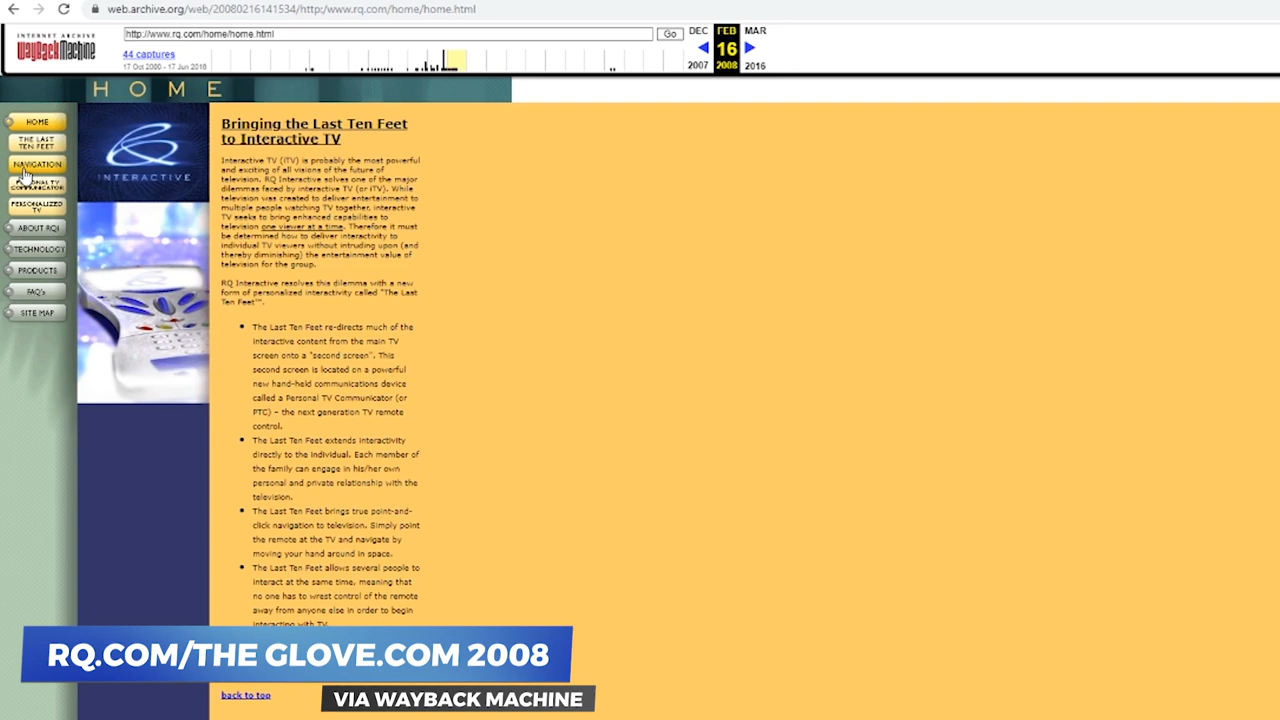 web.archive.org/web/20080216141534/http:/www.rq.com/home/home.html
INTERNET ARCHIVE
WayBackMachine
http://www.rq.com/home/home.html
Go
DEC
FEB
MAR
44 captures
16
17 Oct 2000 - 17 Jun 2016
2007
2008
2016
HOME
HOME
THE LAST
TEN FEET
NAVIGATION
COMMUNICATOR
PERSONALIZED
TV
ABOUT RQI
TECHNOLOGY
PRODUCTS
FAQ's
SITE MAP
INTERACTIVE
Bringing the Last Ten Feet
to Interactive TV
Interactive TV (iTV) is probably the most powerful
and exciting of all visions of the future of
television. RQ Interactive solves one of the major
dilemmas faced by interactive TV (or iTV). While
television was created to deliver entertainment to
multiple people watching TV together, interactive
TV seeks to bring enhanced capabilities to
television one viewer at a time. Therefore it must
be determined how to deliver interactivity to
individual TV viewers without intruding upon (and
thereby diminishing) the entertainment value of
television for the group.
RQ Interactive resolves this dilemma with a new
form of personalized interactivity called "The Last
Ten Feet"™.
• The Last Ten Feet re-directs much of the
interactive content from the main TV
screen onto a "second screen". This
second screen is located on a powerful
new hand-held communications device
called a Personal TV Communicator (or
PTC) – the next generation TV remote
control.
• The Last Ten Feet extends interactivity
directly to the individual. Each member of
the family can engage in his/her own
personal and private relationship with the
television.
• The Last Ten Feet brings true point-and-
click navigation to television. Simply point
the remote at the TV and navigate by
moving your hand around in space.
• The Last Ten Feet allows several people to
interact at the same time, meaning that
no one has to wrest control of the remote
away from anyone else in order to begin
interacting with TV.
RQ.COM/THE GLOVE.COM 2008
back to top
VIA WAYBACK MACHINE